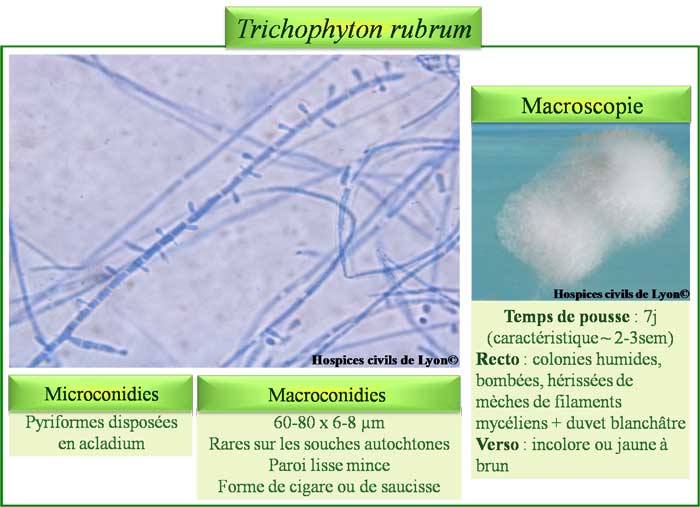 Trichophyton rubrum
Hospices civils de Lyon©
Microconidies
Pyriformes disposées
en acladium
Macroconidies
60-80 x 6-8 µm
Rares sur les souches autochtones
Paroi lisse mince
Forme de cigare ou de saucisse
Macroscopie
Hospices civils de Lyon©
Temps de pousse : 7j
(caractéristique ~ 2-3sem)
Recto : colonies humides,
bombées, hérissées de
mèches de filaments
mycéliens + duvet blanchâtre
Verso : incolore ou jaune à
brun